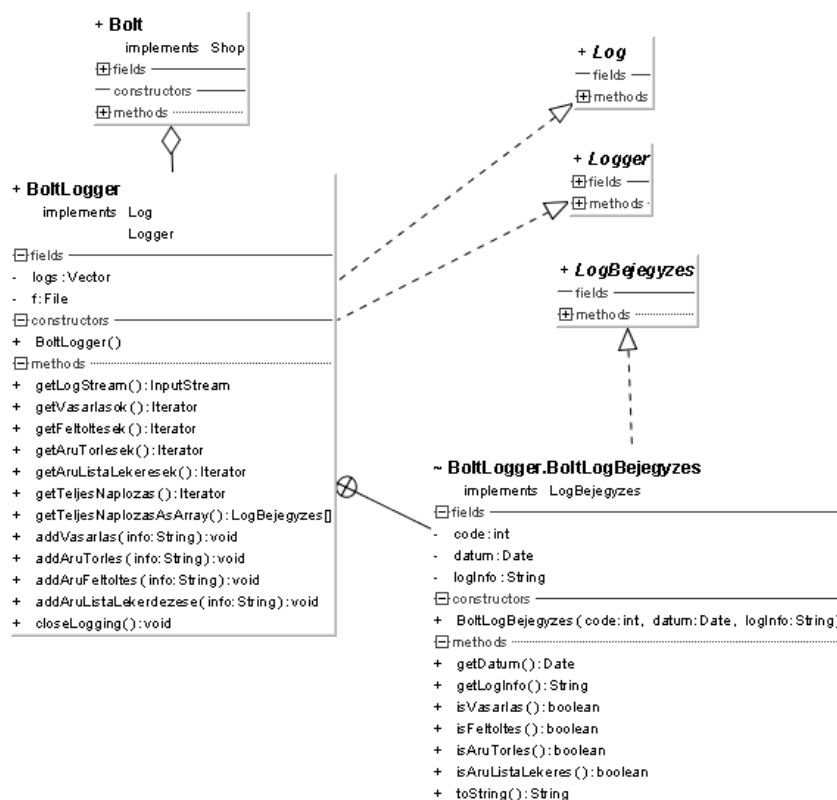 + Bolt
implements Shop
+ fields
constructors
+ methods
+ Log
fields
+ methods
+ Logger
+ fields
+ methods
+ LogBejegyzes
fields
+ methods
+ BoltLogger
implements Log
Logger
- fields
- logs:Vector
- f:File
- constructors
+ BoltLogger()
- methods
+ getLogStream():InputStream
+ getVasarlasok():Iterator
+ getFeltoltesek():Iterator
+ getAruTorlesek():Iterator
+ getAruListaLekeresek():Iterator
+ getTeljesNaplozas():Iterator
+ getTeljesNaplozasAsArray():LogBejegyzes[]
+ addVasarlas(info:String):void
+ addAruTorles(info:String):void
+ addAruFeltoltes(info:String):void
+ addAruListaLekerdezese(info:String):void
+ closeLogging():void
~ BoltLogger.BoltLogBejegyzes
implements LogBejegyzes
- fields
- code:int
- datum:Date
- logInfo:String
- constructors
+ BoltLogBejegyzes(code:int, datum:Date, logInfo:String)
- methods
+ getDatum():Date
+ getLogInfo():String
+ isVasarlas():boolean
+ isFeltoltes():boolean
+ isAruTorles():boolean
+ isAruListaLekeres():boolean
+ toString():String